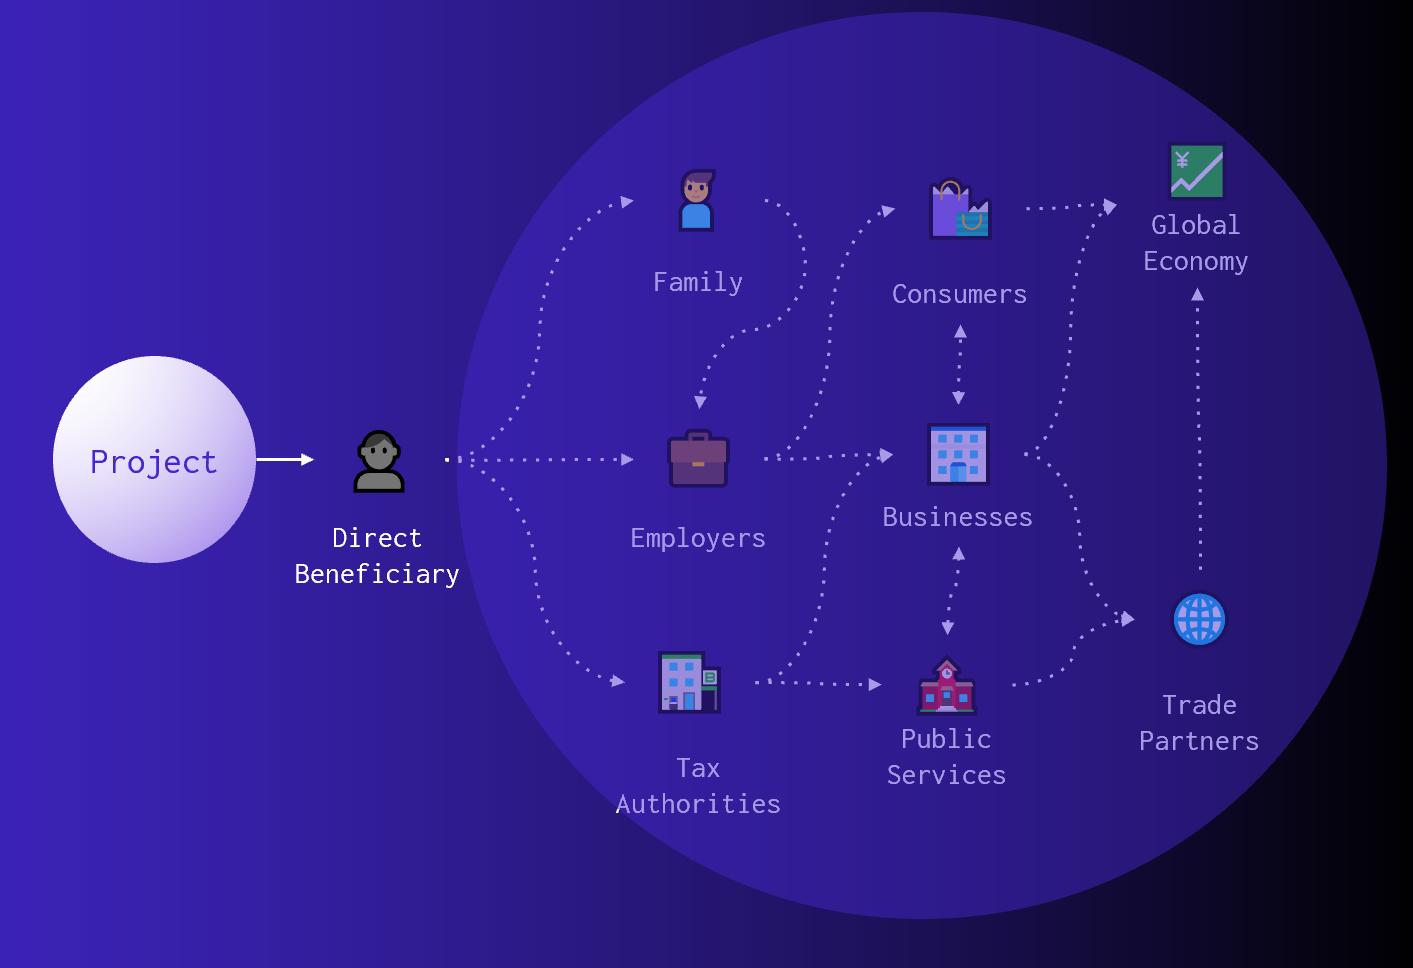 Project
Direct
Beneficiary
Family
Employers
Tax
Authorities
Consumers
Businesses
Public
Services
¥
Global
Economy
Trade
Partners